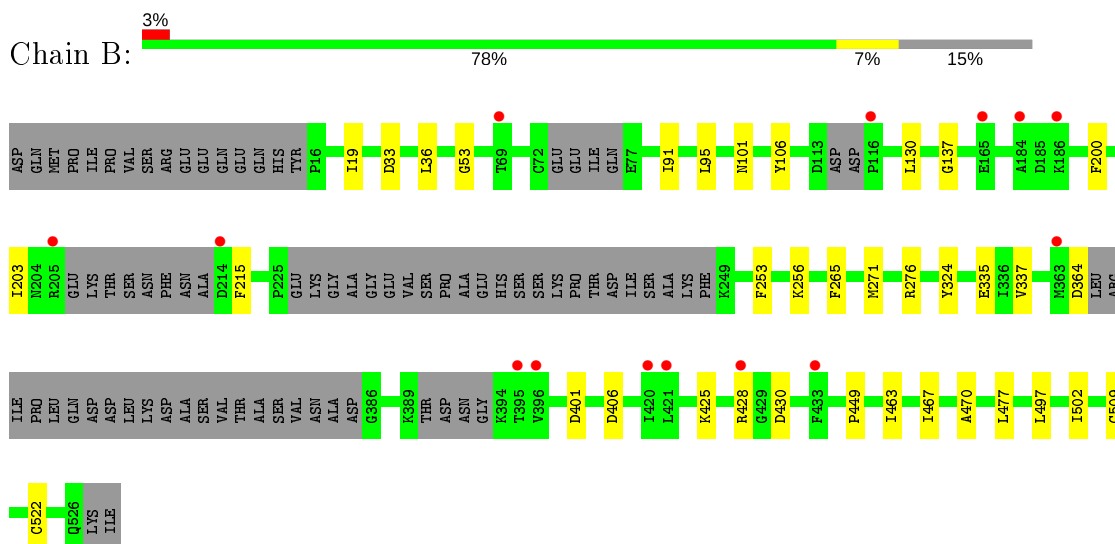 3%
Chain B:
78% 7% 15%
ASP GLN MET PRO ILE PRO VAL SER ARG GLU GLU GLN GLU GLN HIS TYR P16 I19 D33 L36 G53 T69 C72 GLU GLU ILE GLN E77 I91 L95 N101 Y106 D113 ASP ASP P116 L130 G137 E165 A184 D185 K186 F200
I203 N204 R205 GLU LYS THR SER ASN PHE ASN ALA D214 F215 P225 GLU LYS GLY ALA GLY GLU VAL SER PRO ALA GLU HIS SER SER LYS PRO THR ASP ILE SER ALA LYS PHE K249 F253 K256 F265 M271 R276 Y324 E335 I336 V337 M363 D364 LEU ARG
ILE PRO LEU GLN ASP ASP LEU LYS ASP ALA SER VAL THR ALA SER VAL ASN ALA ASP G386 K389 THR ASP ASN GLY K394 T395 V396 D401 D406 I420 L421 K425 R428 G429 D430 F433 P449 I463 I467 A470 L477 L497 I502
C522 Q526 LYS ILE